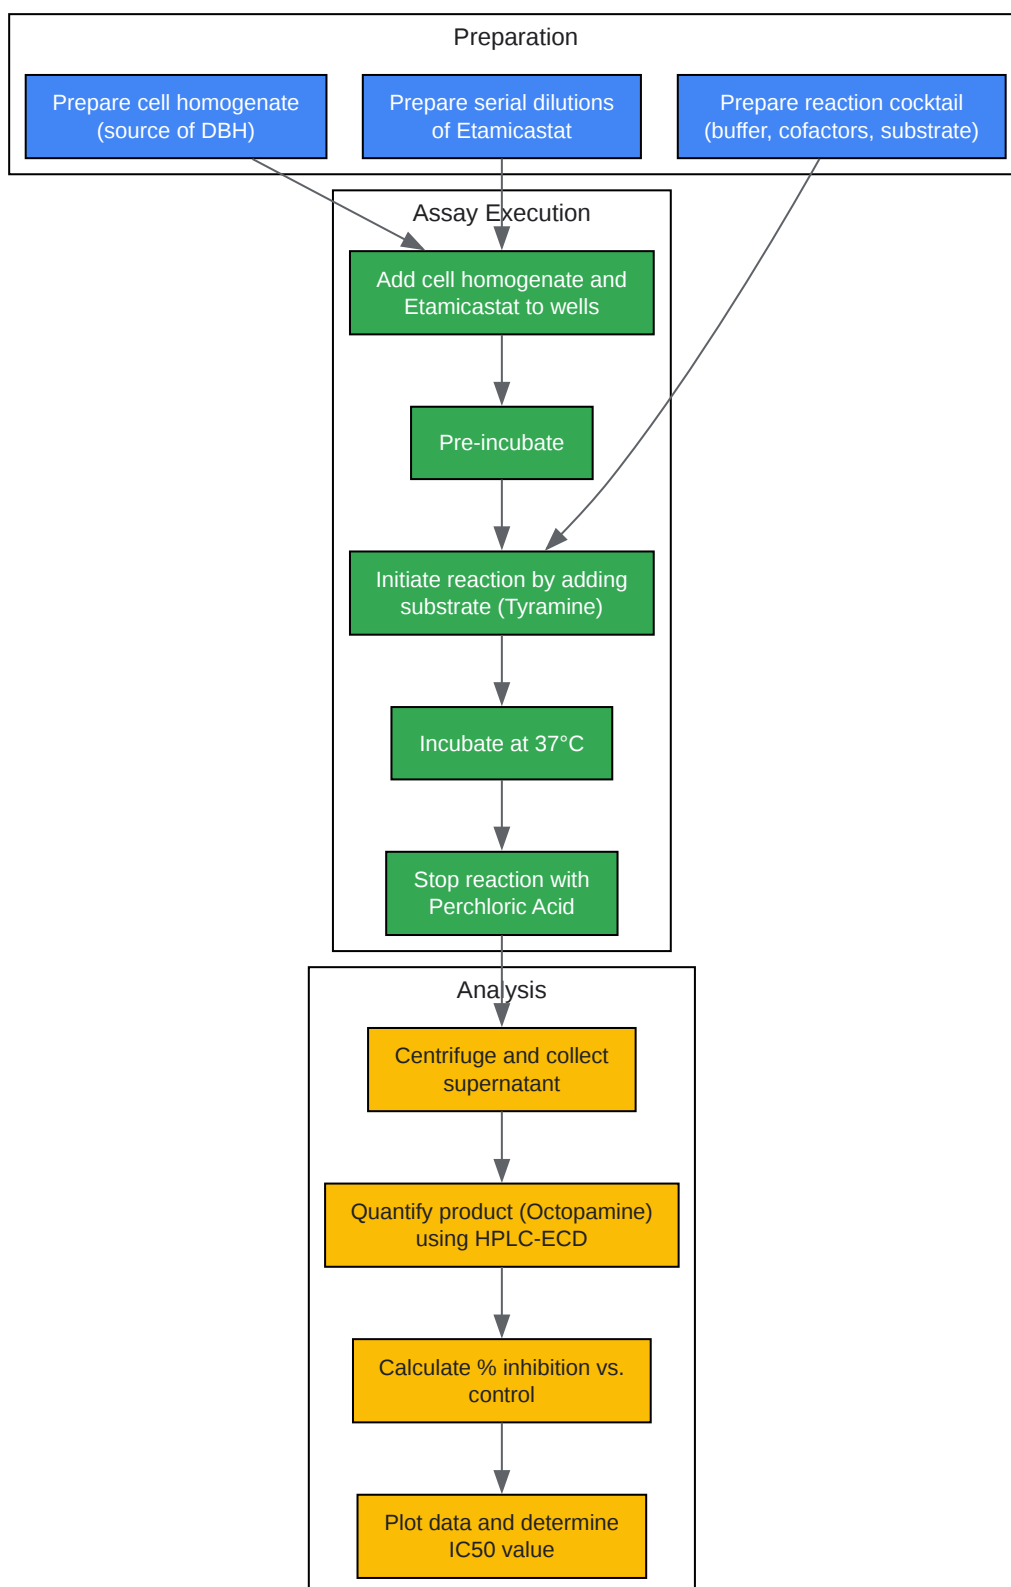 Preparation
Prepare cell homogenate
(source of DBH)
Prepare serial dilutions
of Etamicastat
Prepare reaction cocktail
(buffer, cofactors, substrate)
Assay Execution
Add cell homogenate and
Etamicastat to wells
Pre-incubate
Initiate reaction by adding
substrate (Tyramine)
Incubate at 37°C
Stop reaction with
Perchloric Acid
Analysis
Centrifuge and collect
supernatant
Quantify product (Octopamine)
using HPLC-ECD
Calculate % inhibition vs.
control
Plot data and determine
IC50 value